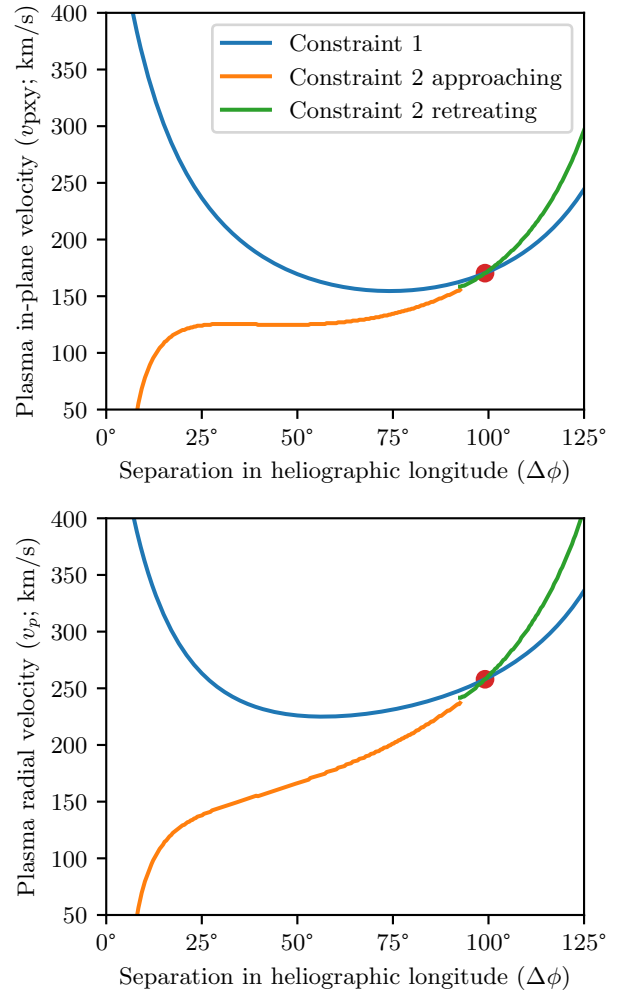 400
350
300
250
200
150
100
50
Plasma in-plane velocity (vpxy; km/s)
Constraint 1
Constraint 2 approaching
Constraint 2 retreating
0° 25° 50° 75° 100° 125°
Separation in heliographic longitude (Δϕ)
400
350
300
250
200
150
100
50
Plasma radial velocity (vₚ; km/s)
0° 25° 50° 75° 100° 125°
Separation in heliographic longitude (Δϕ)